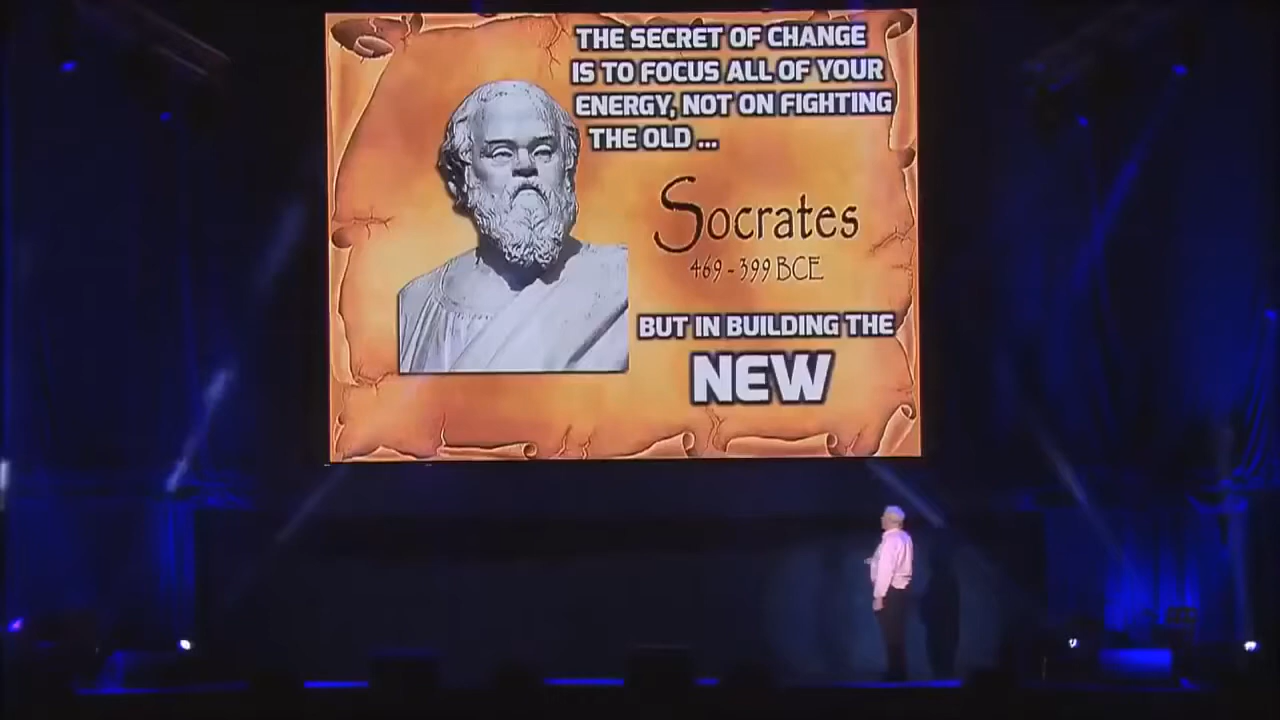 THE SECRET OF CHANGE
IS TO FOCUS ALL OF YOUR
ENERGY, NOT ON FIGHTING
THE OLD ...
Socrates
469 - 399 BCE
BUT IN BUILDING THE
NEW